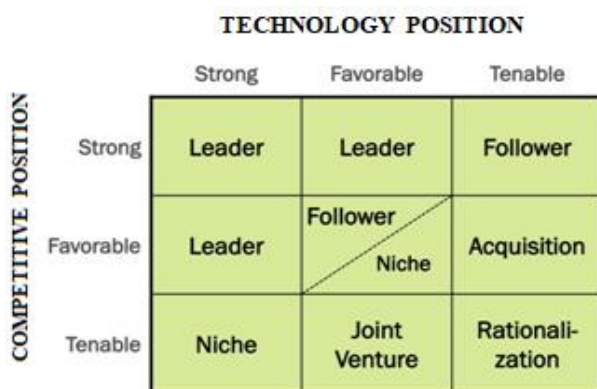 TECHNOLOGY POSITION
Strong Favorable Tenable
COMPETITIVE POSITION
Strong Leader Leader Follower
Favorable Leader Follower
Niche Acquisition
Tenable Niche Joint Rationali-
Venture zation